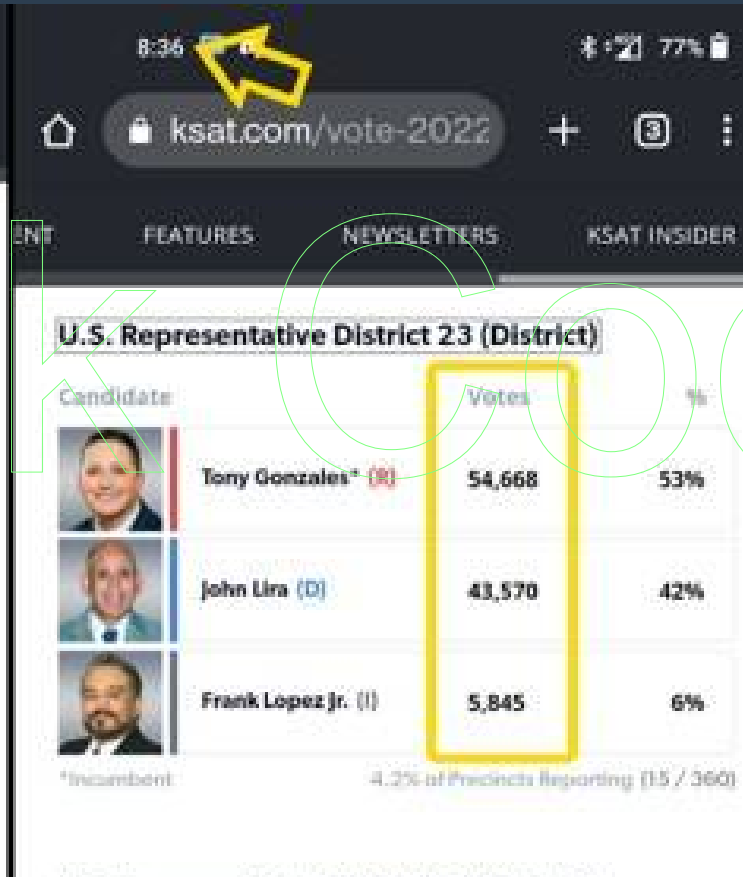 8:36 77%
ksat.com/vote-2022 + 3
ENT FEATURES NEWSLETTERS KSAT INSIDER
U.S. Representative District 23 (District)
Candidate Votes %
Tony Gonzales* (R) 54,668 53%
John Lira (D) 43,570 42%
Frank Lopez Jr. (I) 5,845 6%
*Incumbent 4.2% of Precincts Reporting (15 / 360)
k Co